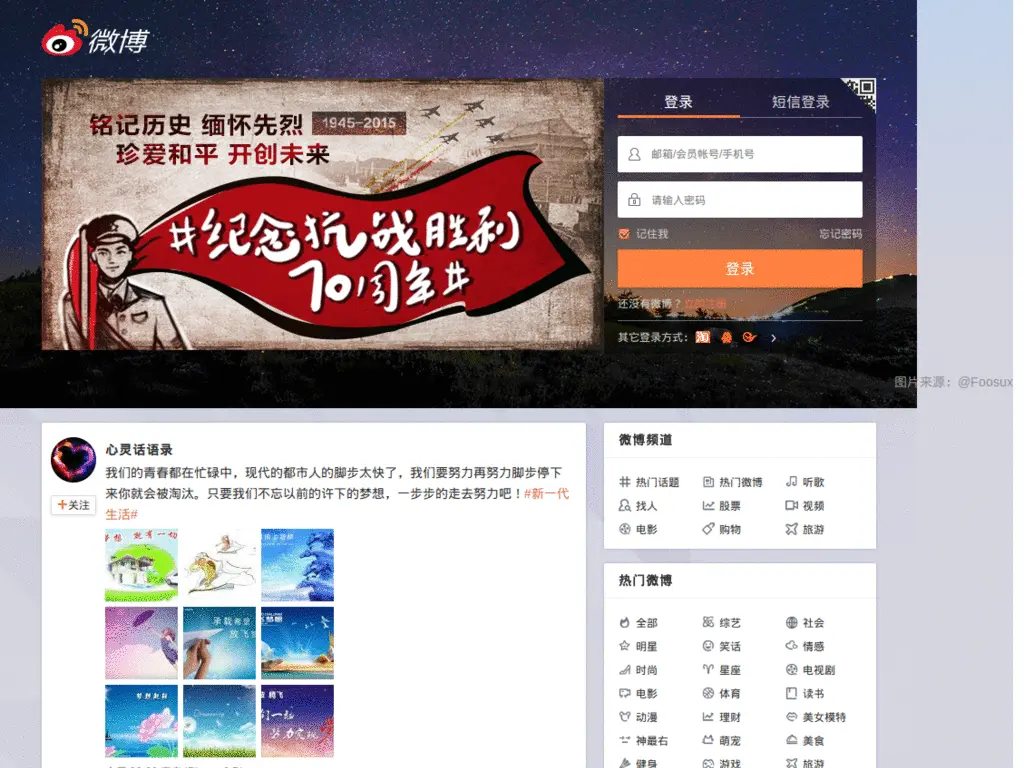 微博
铭记历史 缅怀先烈 1945-2015
珍爱和平 开创未来
#纪念抗战胜利
70周年#
登录
短信登录
邮箱/会员帐号/手机号
请输入密码
记住我
忘记密码
登录
还没有微博？立即注册
其它登录方式：
图片来源：@Foosux
心灵话语录
我们的青春都在忙碌中，现代的都市人的脚步太快了，我们要努力再努力脚步停下
来你就会被淘汰。只要我们不忘以前的许下的梦想，一步步的走去努力吧！#新一代
生活#
+关注
微博频道
热门话题 热门微博 听歌
找人 股票 视频
电影 购物 旅游
热门微博
全部 综艺 社会
明星 笑话 情感
时尚 星座 电视剧
电影 体育 读书
动漫 理财 美女模特
神最右 萌宠 美食
健身 游戏 旅游